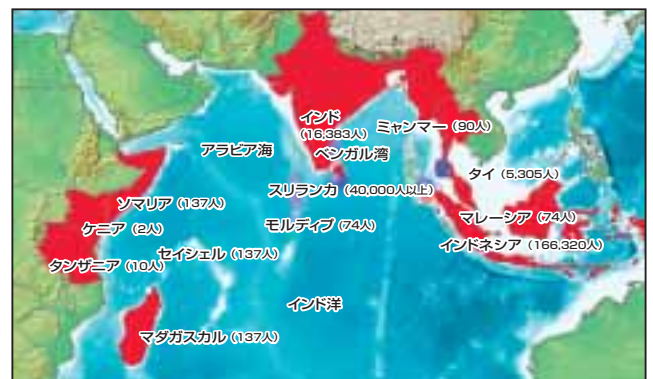 インド
(16,383人)
ミャンマー (90人)
アラビア海
ベンガル湾
タイ (5,305人)
スリランカ (40,000人以上)
ソマリア (137人)
マレーシア (74人)
モルディブ (74人)
ケニア (2人)
インドネシア (166,320人)
セイシェル (137人)
タンザニア (10人)
インド洋
マダガスカル (137人)